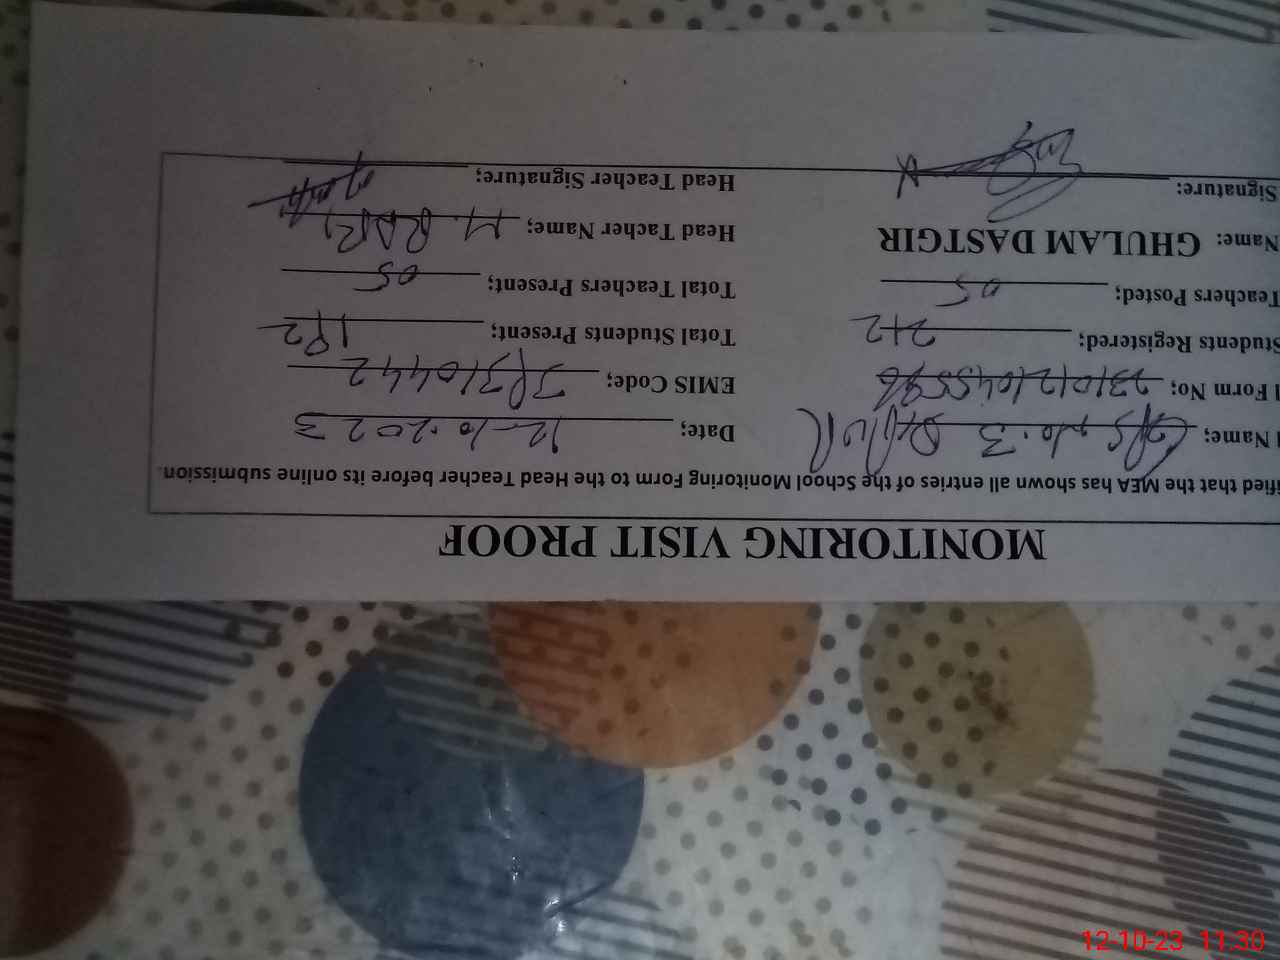 MONITORING VISIT PROOF
ified that the MEA has shown all entries of the School Monitoring Form to the Head Teacher before its online submission.
l Name; GPS No. 3 Date; 12.10.2023
l Form No; EMIS Code;
Students Registered; 212 Total Students Present; 192
Teachers Posted; 05 Total Teachers Present; 05
Name: GHULAM DASTGIR Head Tacher Name; M.
Signature: Head Teacher Signature;
12-10-23 11:30